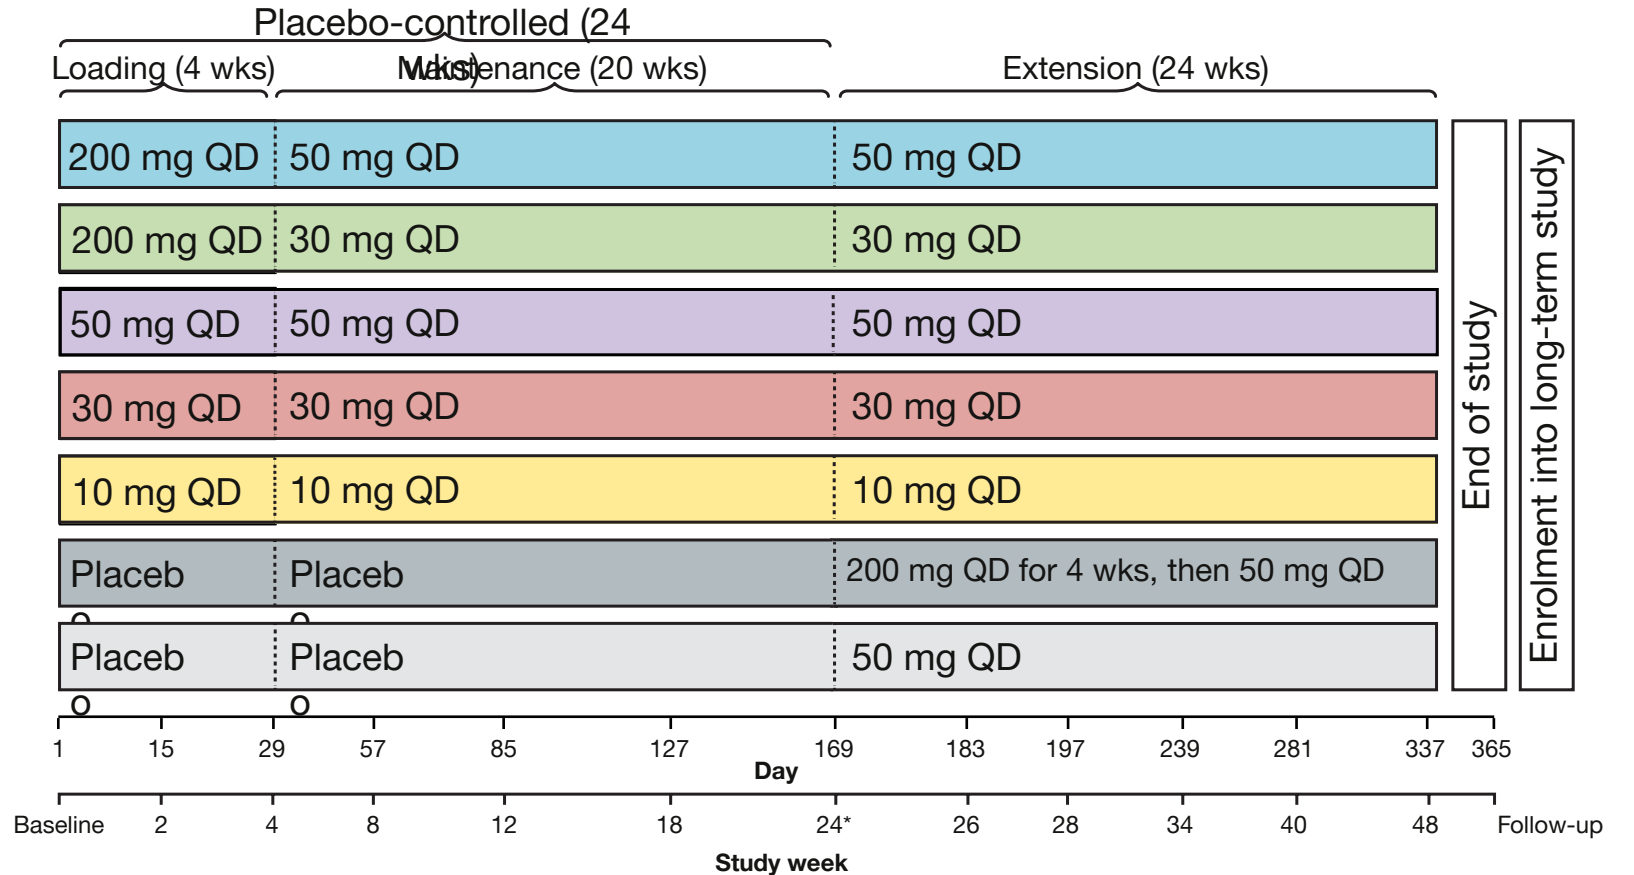 Placebo-controlled (24
wks)
Loading (4 wks)
Maintenance (20 wks)
Extension (24 wks)
200 mg QD
50 mg QD
50 mg QD
200 mg QD
30 mg QD
30 mg QD
50 mg QD
50 mg QD
50 mg QD
30 mg QD
30 mg QD
30 mg QD
10 mg QD
10 mg QD
10 mg QD
Placeb
o
Placeb
o
200 mg QD for 4 wks, then 50 mg QD
Placeb
o
Placeb
o
50 mg QD
End of study
Enrolment into long-term study
1 15 29 57 85 127 169 183 197 239 281 337 365
Day
Baseline 2 4 8 12 18 24* 26 28 34 40 48 Follow-up
Study week